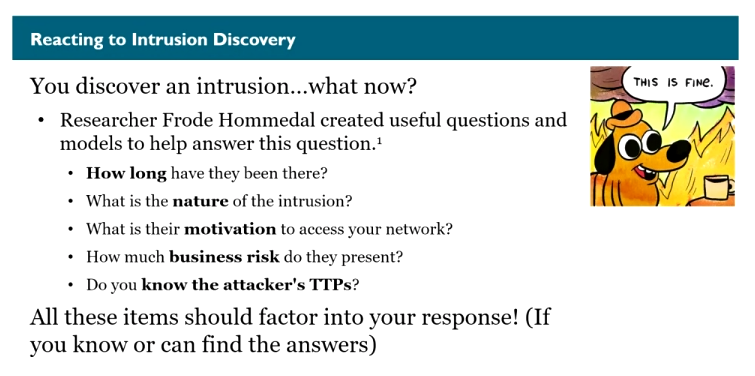 Reacting to Intrusion Discovery
You discover an intrusion...what now?
THIS IS FINE.
• Researcher Frode Hommedal created useful questions and
models to help answer this question.¹
• How long have they been there?
• What is the nature of the intrusion?
• What is their motivation to access your network?
• How much business risk do they present?
• Do you know the attacker's TTPs?
All these items should factor into your response! (If
you know or can find the answers)